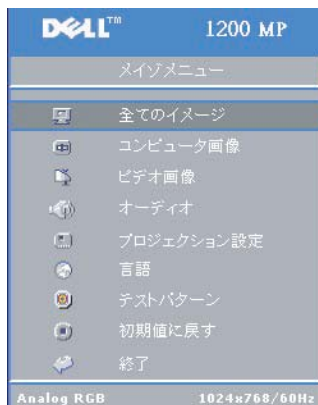 DELL™ 1200 MP
メイゾメニュー
全てのイメージ
コンピュータ画像
ビデオ画像
オーディオ
プロジェクション設定
言語
テストパターン
初期値に戻す
終了
Analog RGB 1024x768/60Hz